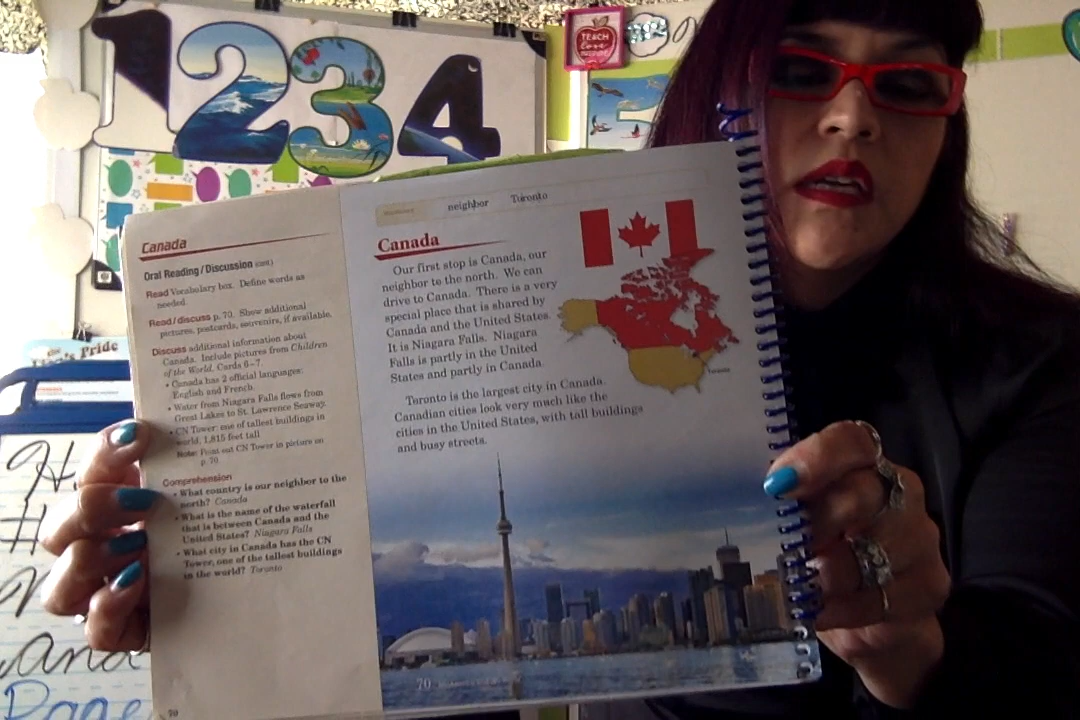 1 2 3 4
TEACH
love
Pride
Canada
Oral Reading/Discussion (cont.)
Read Vocabulary box. Define words as
needed.
Read/discuss p. 70. Show additional
pictures, postcards, souvenirs, if available.
Discuss additional information about
Canada. Include pictures from Children
of the World, Cards 6–7.
• Canada has 2 official languages:
English and French.
• Water from Niagara Falls flows from
Great Lakes to St. Lawrence Seaway.
• CN Tower: one of tallest buildings in
world, 1,815 feet tall
Note: Point out CN Tower in picture on
p. 70.
Comprehension
• What country is our neighbor to the
north? Canada
• What is the name of the waterfall
that is between Canada and the
United States? Niagara Falls
• What city in Canada has the CN
Tower, one of the tallest buildings
in the world? Toronto
70
neighbor Toronto
Canada
Our first stop is Canada, our
neighbor to the north. We can
drive to Canada. There is a very
special place that is shared by
Canada and the United States.
It is Niagara Falls. Niagara
Falls is partly in the United
States and partly in Canada.
Toronto
Toronto is the largest city in Canada.
Canadian cities look very much like the
cities in the United States, with tall buildings
and busy streets.
70
H.
and
Page